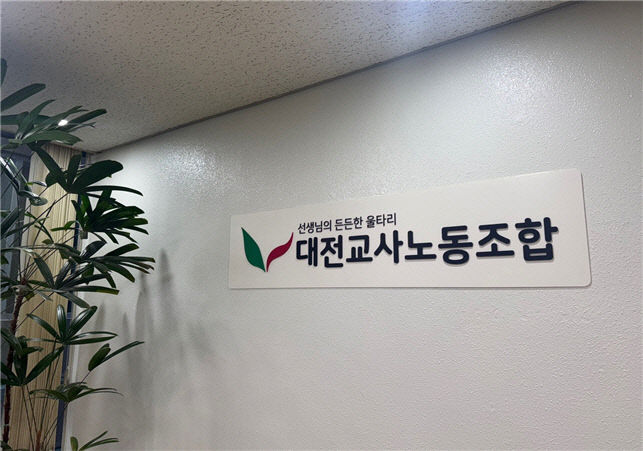 선생님의 든든한 울타리
대전교사노동조합